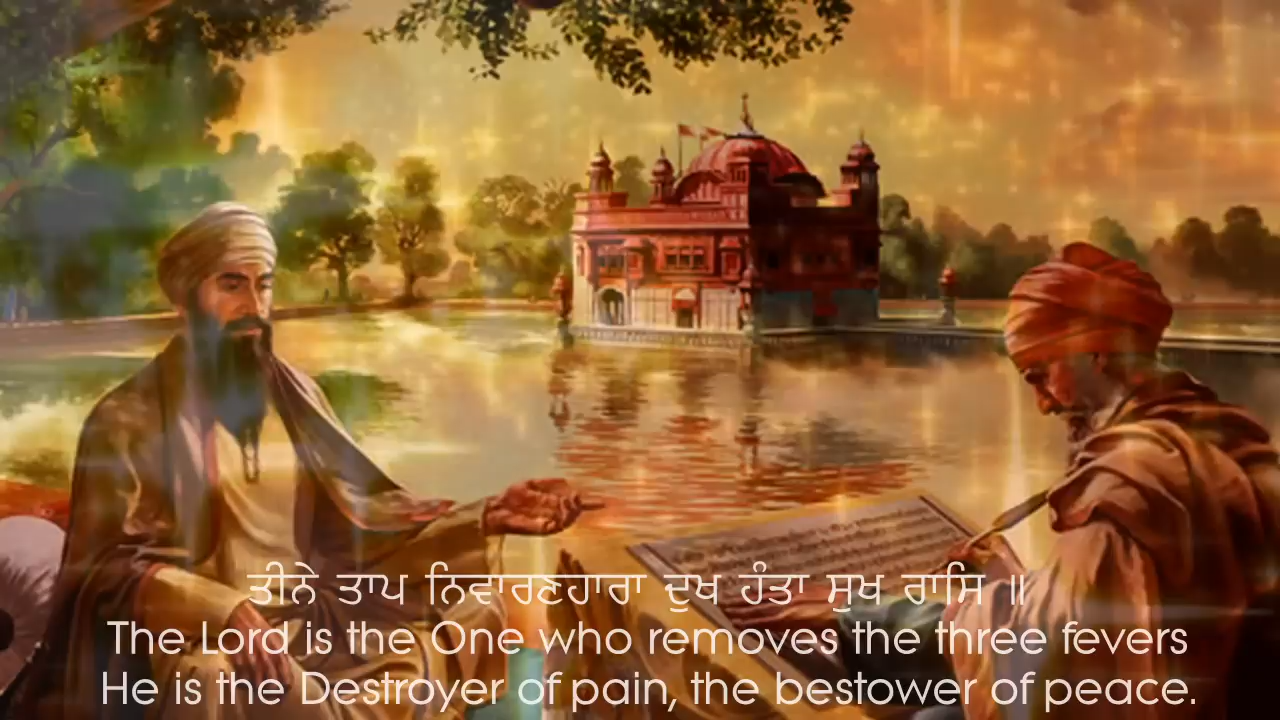 ਤੀਨੇ ਤਾਪ ਨਿਵਾਰਣਹਾਰਾ ਦੁਖ ਹੰਤਾ ਸੁਖ ਰਾਸਿ ॥
The Lord is the One who removes the three fevers
He is the Destroyer of pain, the bestower of peace.